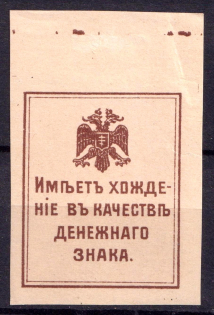 Имѣетъ хожде-
ніе въ качествѣ
денежнаго
знака.